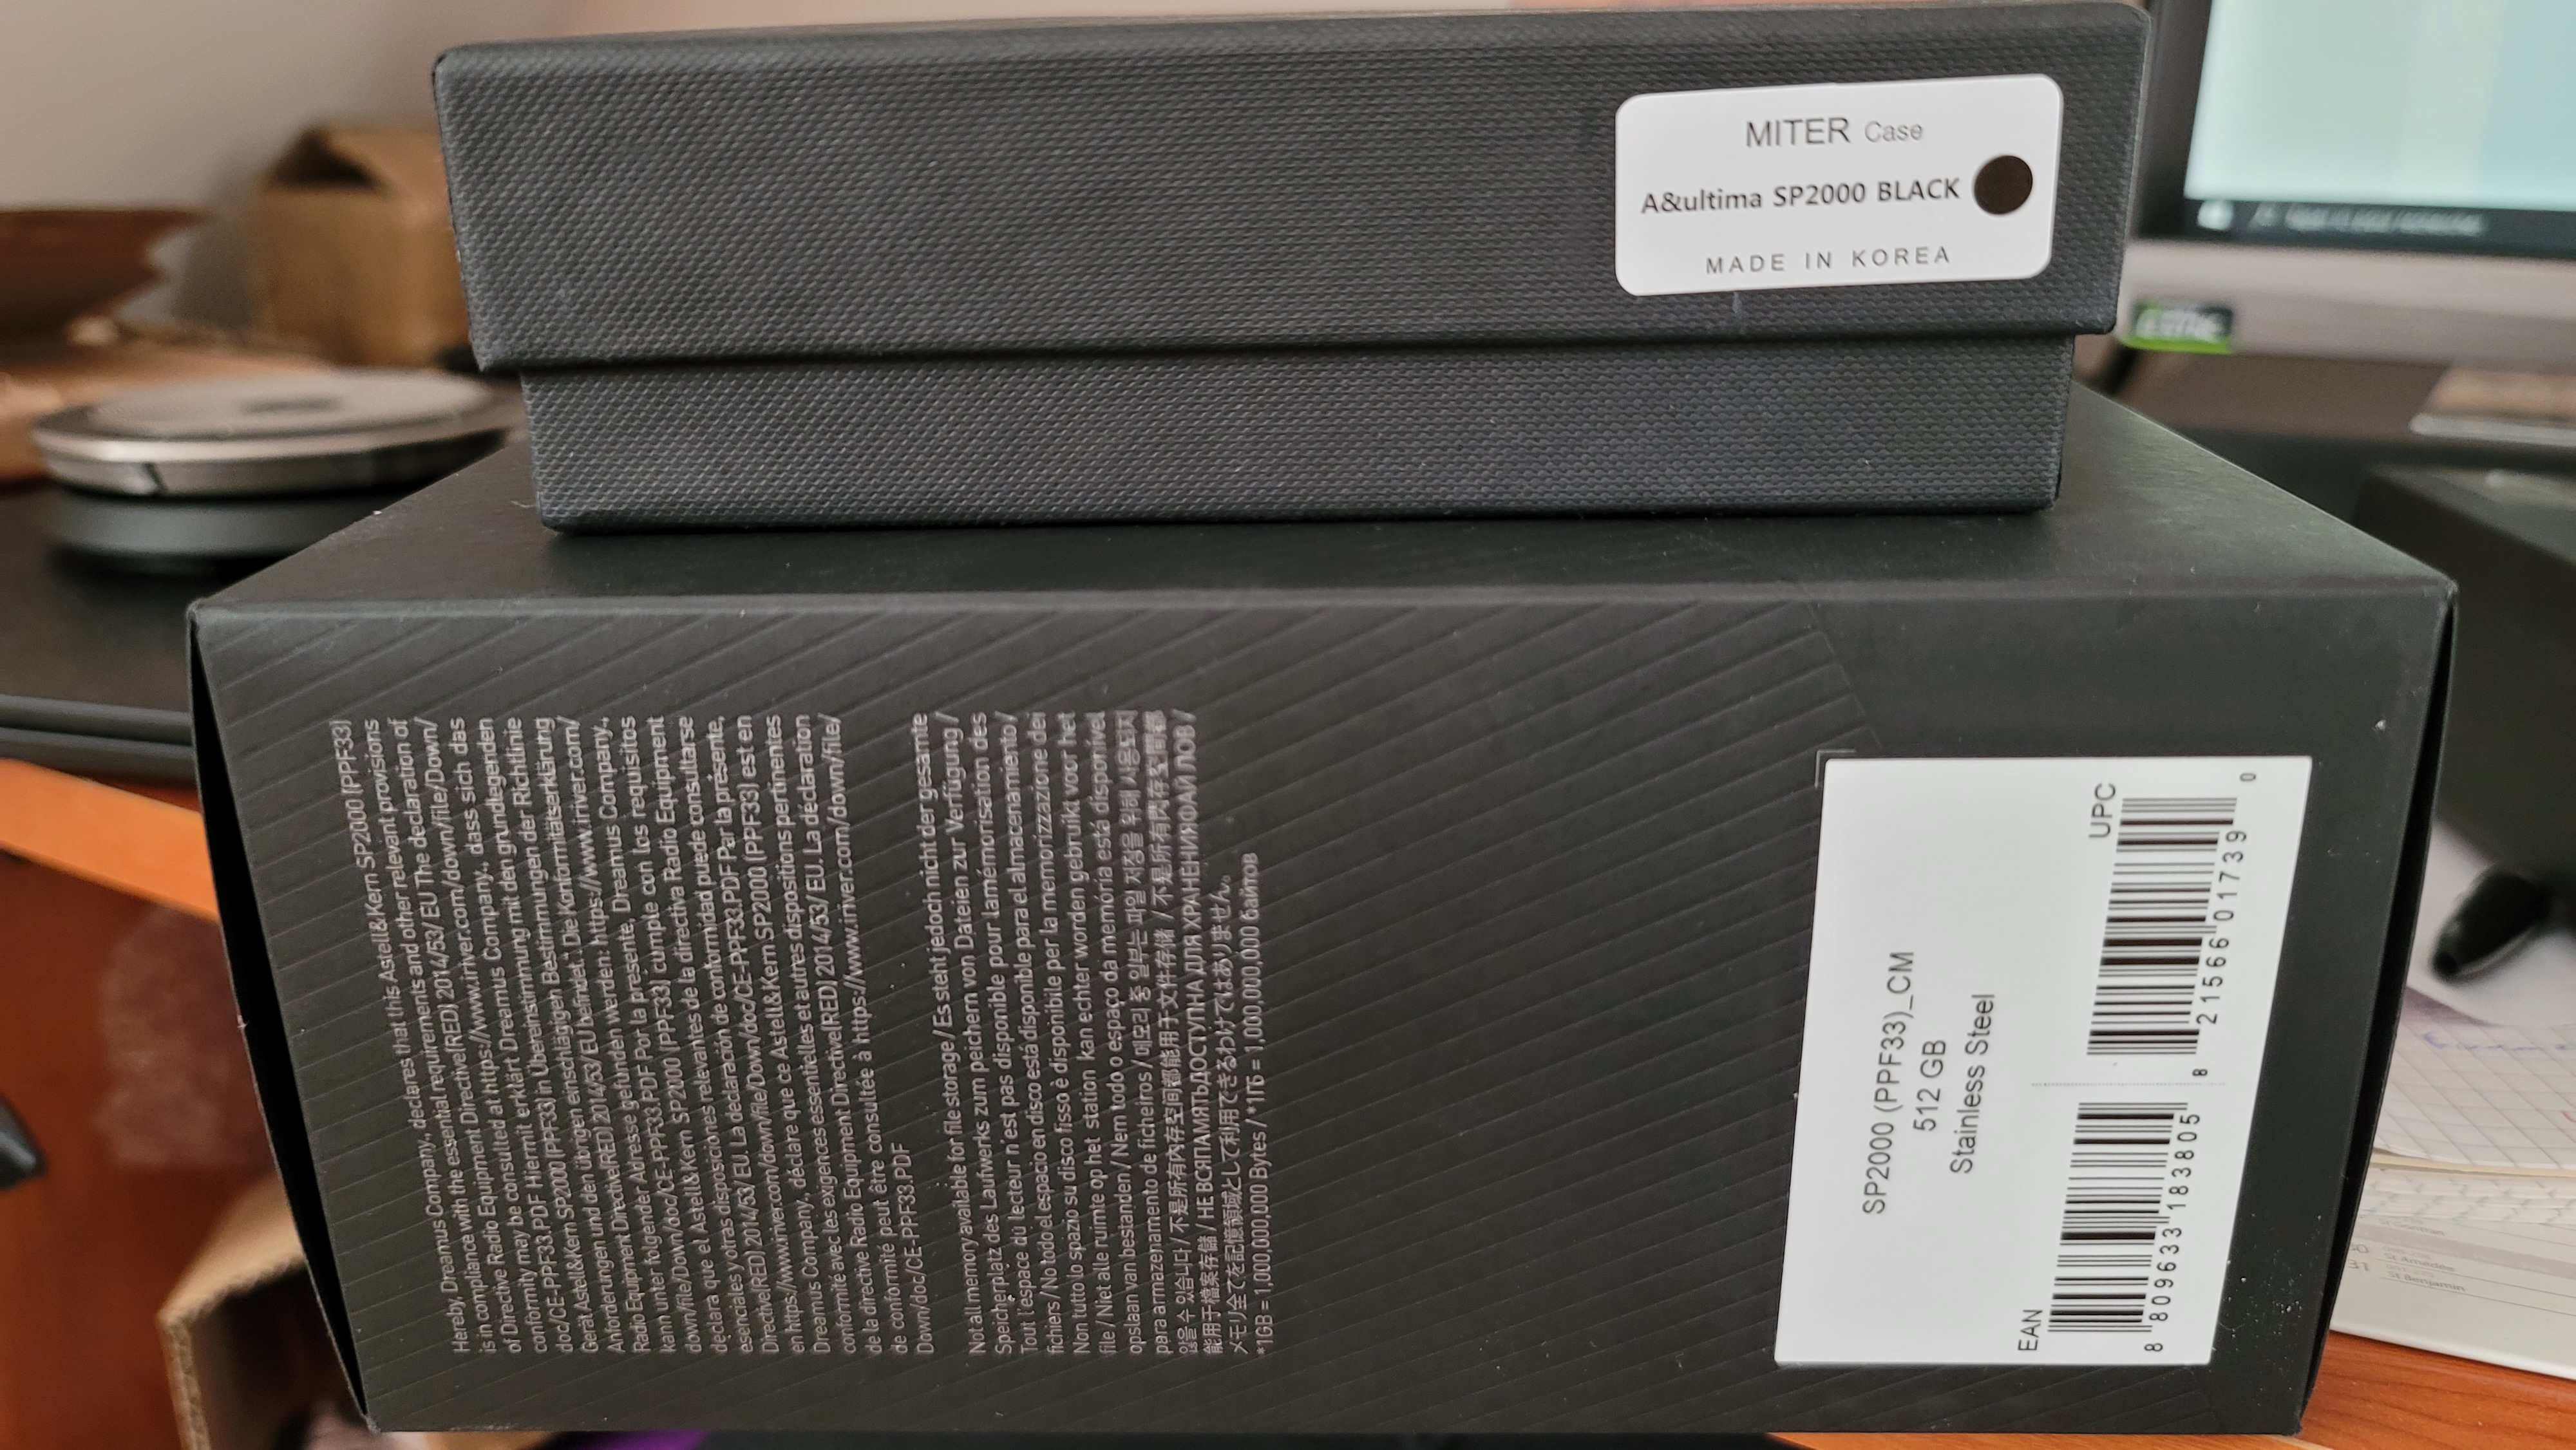 MITER Case
A&ultima SP2000 BLACK
MADE IN KOREA
Hereby, Dreamus Company., declares that this Astell&Kern SP2000 (PPF33)
is in compliance with the essential requirements and other relevant provisions
of Directive Radio Equipment Directive(RED) 2014/53/ EU The declaration of
conformity may be consulted at https://www.iriver.com/down/file/Down/
doc/CE-PPF33.PDF Hiermit erklärt Dreamus Company., dass sich das
Gerät Astell&Kern SP2000 (PPF33) in Übereinstimmung mit den grundlegenden
Anforderungen und den übrigen einschlägigen Bestimmungen der Richtlinie
Radio Equipment Directive(RED) 2014/53/ EU befindet. Die Konformitätserklärung
kann unter folgender Adresse gefunden werden: https://www.iriver.com/
down/file/Down/doc/CE-PPF33.PDF Por la presente, Dreamus Company.,
declara que el Astell&Kern SP2000 (PPF33) cumple con los requisitos
esenciales y otras disposiciones relevantes de la directiva Radio Equipment
Directive(RED) 2014/53/ EU. La declaración de conformidad puede consultarse
en https://www.iriver.com/down/file/Down/doc/CE-PPF33.PDF Par la présente,
Dreamus Company., déclare que ce Astell&Kern SP2000 (PPF33) est en
conformité avec les exigences essentielles et autres dispositions pertinentes
de la directive Radio Equipment Directive(RED) 2014/53/ EU. La déclaration
de conformité peut être consultée à https://www.iriver.com/down/file/
Down/doc/CE-PPF33.PDF
Not all memory available for file storage / Es steht jedoch nicht der gesamte
Speicherplatz des Laufwerks zum peichern von Dateien zur Verfügung /
Tout l'espace du lecteur n'est pas disponible pour lamémorisation des
fichiers / No todo el espacio en disco está disponible para el almacenamiento /
Non tutto lo spazio su disco fisso è disponibile per la memorizzazione dei
file / Niet alle ruimte op het station kan echter worden gebruikt voor het
opslaan van bestanden / Nem todo o espaço da memória está disponível
para armazenamento de ficheiros / 메모리 중 일부는 파일 저장을 위해 사용되지
않을 수 있습니다 / 不是所有内存空间都能用于文件存储 / 不是所有閃存空間都
能用于檔案存儲 / НЕ ВСЯ ПАМЯТЬ ДОСТУПНА ДЛЯ ХРАНЕНИЯ ФАЙЛОВ /
メモリ全てを記憶領域として利用できるわけではありません。
*1GB = 1,000,000,000 Bytes / *1ГБ = 1,000,000,000 байтов
SP2000 (PPF33)_CM
512 GB
Stainless Steel
EAN
8 809633 183805
UPC
8 21566 01739 0